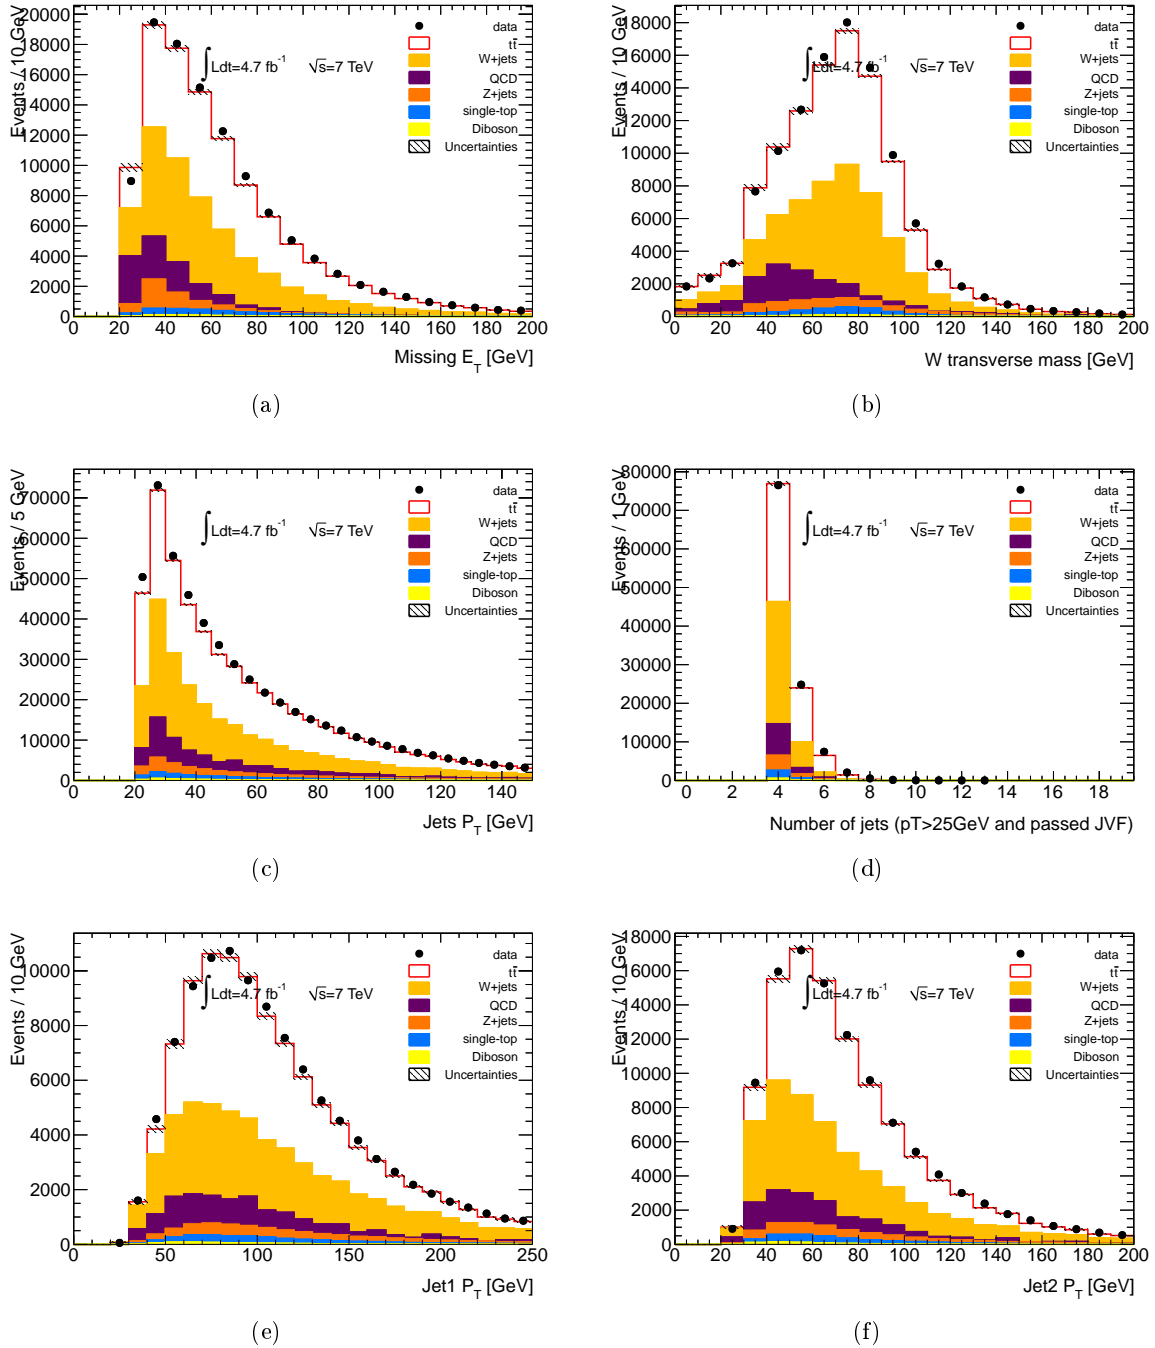 Events / 10 GeV
20000
18000
16000
14000
12000
10000
8000
6000
4000
2000
0
0 20 40 60 80 100 120 140 160 180 200
Missing E_T [GeV]
∫Ldt=4.7 fb⁻¹ √s=7 TeV
data
tt̄
W+jets
QCD
Z+jets
single-top
Diboson
Uncertainties
(a)
Events / 10 GeV
18000
16000
14000
12000
10000
8000
6000
4000
2000
0
0 20 40 60 80 100 120 140 160 180 200
W transverse mass [GeV]
∫Ldt=4.7 fb⁻¹ √s=7 TeV
data
tt̄
W+jets
QCD
Z+jets
single-top
Diboson
Uncertainties
(b)
Events / 5 GeV
70000
60000
50000
40000
30000
20000
10000
0
0 20 40 60 80 100 120 140
Jets P_T [GeV]
∫Ldt=4.7 fb⁻¹ √s=7 TeV
data
tt̄
W+jets
QCD
Z+jets
single-top
Diboson
Uncertainties
(c)
Events / 1 GeV
80000
70000
60000
50000
40000
30000
20000
10000
0
0 2 4 6 8 10 12 14 16 18
Number of jets (pT>25GeV and passed JVF)
∫Ldt=4.7 fb⁻¹ √s=7 TeV
data
tt̄
W+jets
QCD
Z+jets
single-top
Diboson
Uncertainties
(d)
Events / 10 GeV
10000
8000
6000
4000
2000
0
0 50 100 150 200 250
Jet1 P_T [GeV]
∫Ldt=4.7 fb⁻¹ √s=7 TeV
data
tt̄
W+jets
QCD
Z+jets
single-top
Diboson
Uncertainties
(e)
Events / 10 GeV
18000
16000
14000
12000
10000
8000
6000
4000
2000
0
0 20 40 60 80 100 120 140 160 180 200
Jet2 P_T [GeV]
∫Ldt=4.7 fb⁻¹ √s=7 TeV
data
tt̄
W+jets
QCD
Z+jets
single-top
Diboson
Uncertainties
(f)